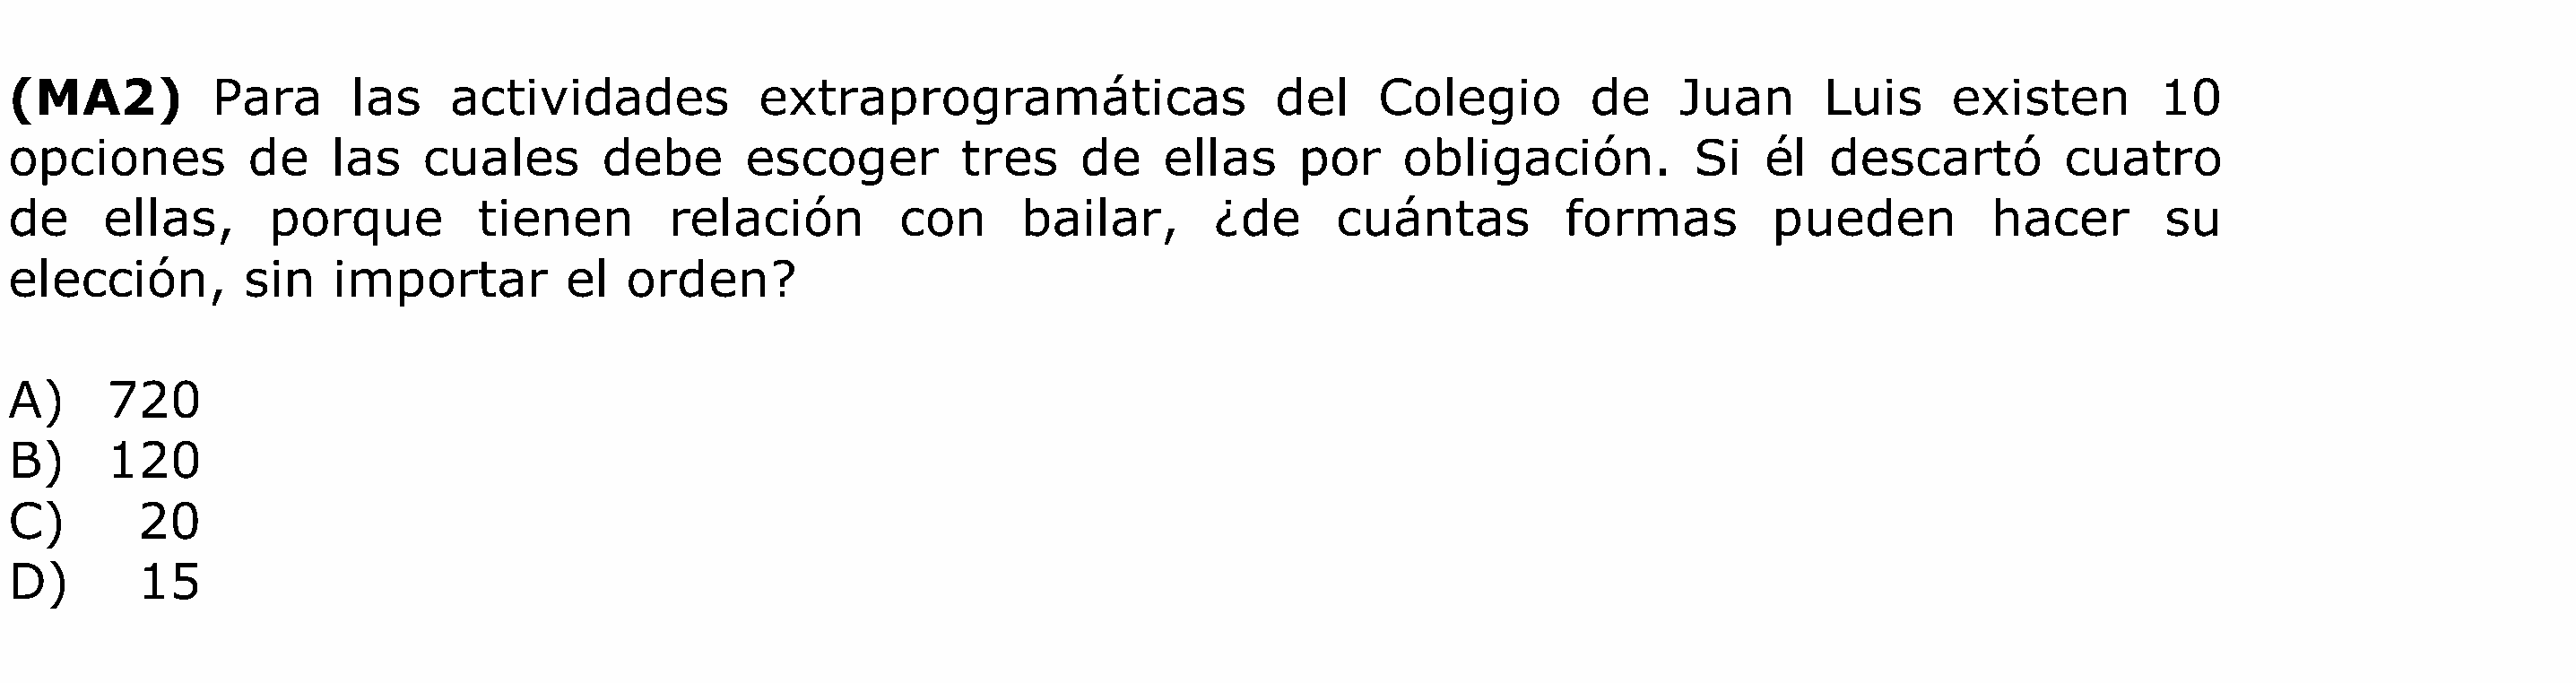 (MA2) Para las actividades extraprogramáticas del Colegio de Juan Luis existen 10
opciones de las cuales debe escoger tres de ellas por obligación. Si él descartó cuatro
de ellas, porque tienen relación con bailar, ¿de cuántas formas pueden hacer su
elección, sin importar el orden?
A) 720
B) 120
C) 20
D) 15